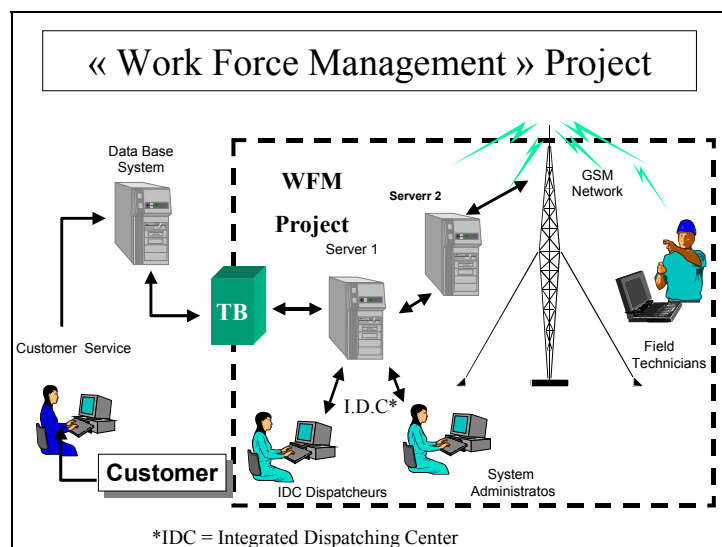 « Work Force Management » Project
Data Base
System
WFM
Project
Serverr 2
GSM
Network
Server 1
TB
Customer Service
Field
Technicians
I.D.C*
Customer
IDC Dispatcheurs
System
Administratos
*IDC = Integrated Dispatching Center